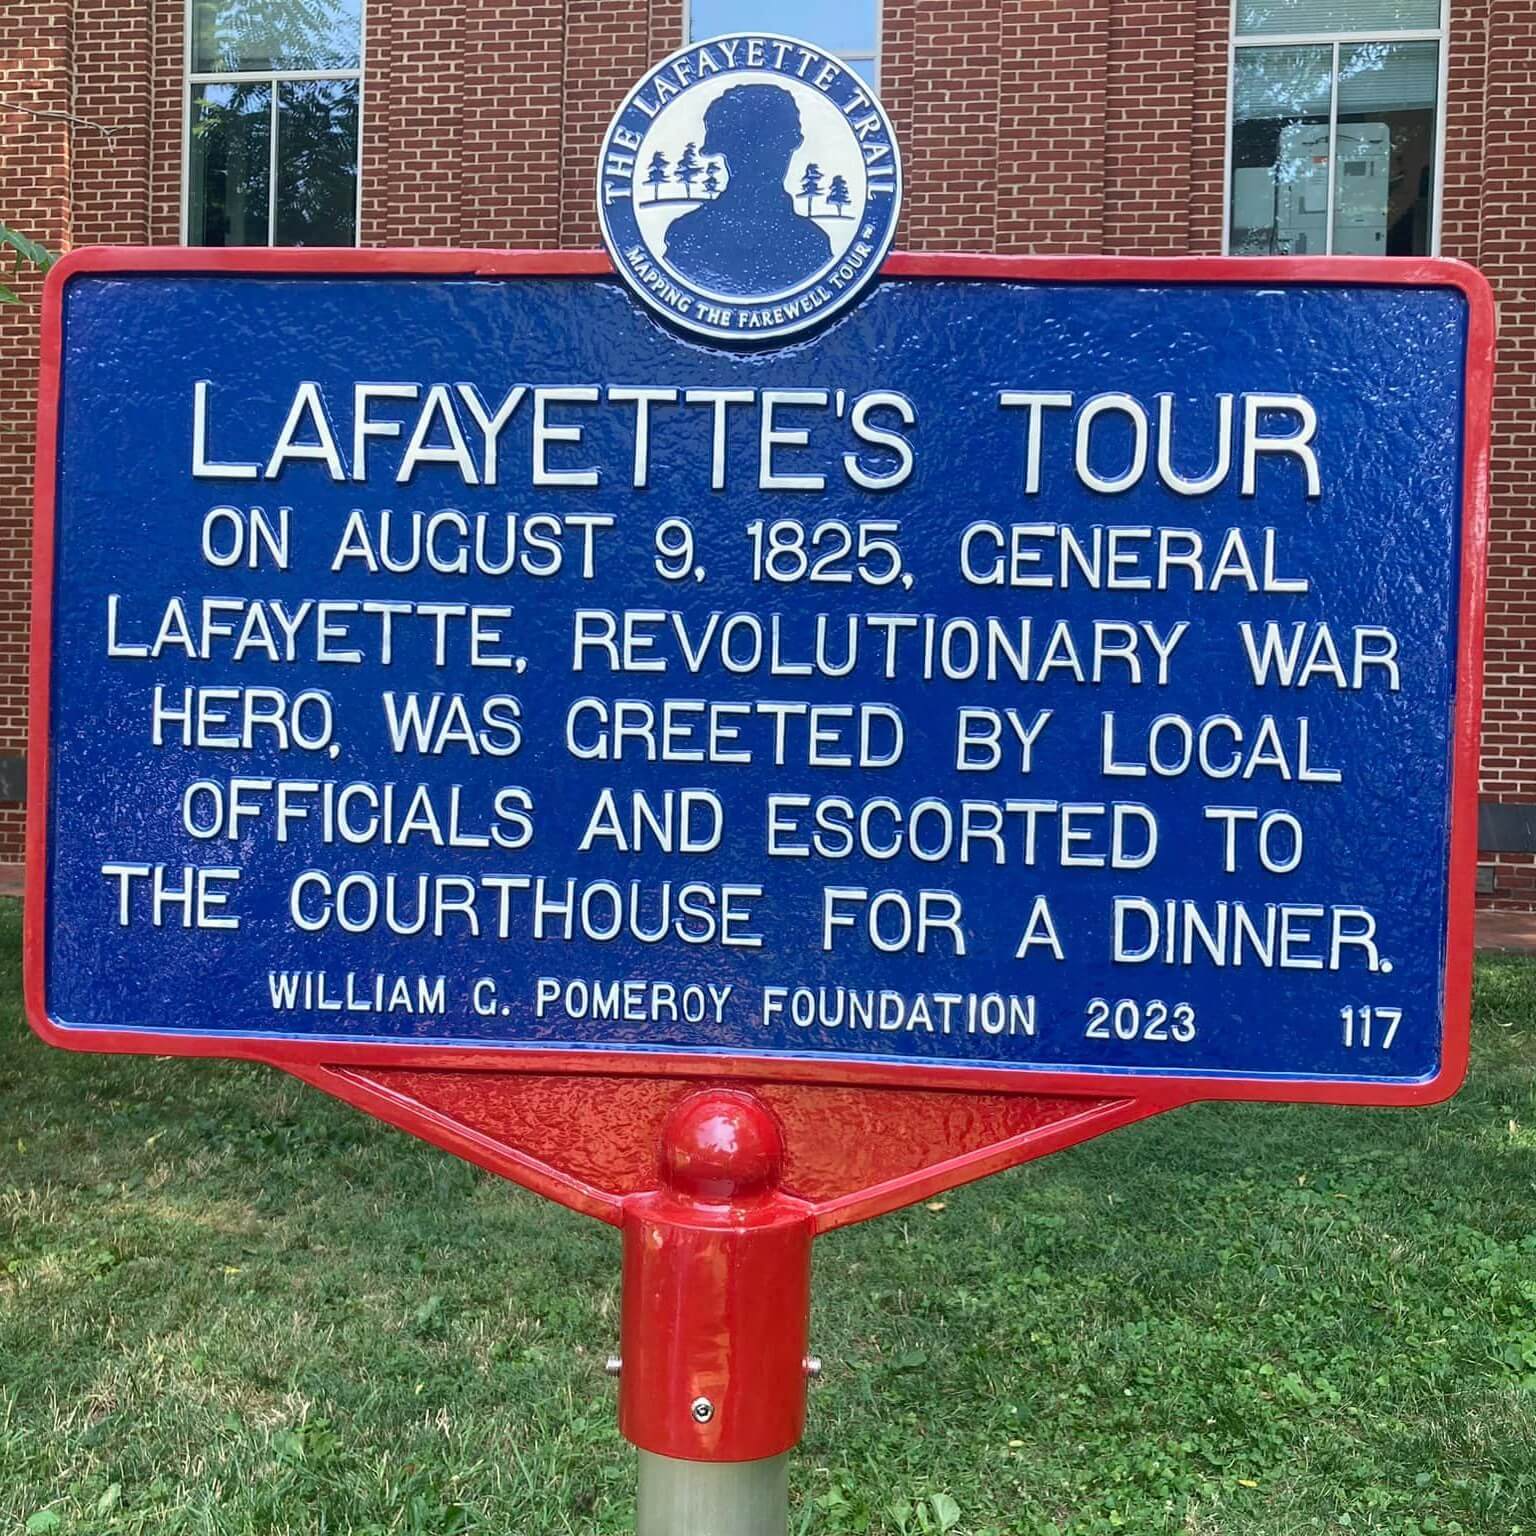 THE LAFAYETTE TRAIL
MAPPING THE FAREWELL TOUR
LAFAYETTE'S TOUR
ON AUGUST 9, 1825, GENERAL
LAFAYETTE, REVOLUTIONARY WAR
HERO, WAS GREETED BY LOCAL
OFFICIALS AND ESCORTED TO
THE COURTHOUSE FOR A DINNER.
WILLIAM G. POMEROY FOUNDATION 2023 117